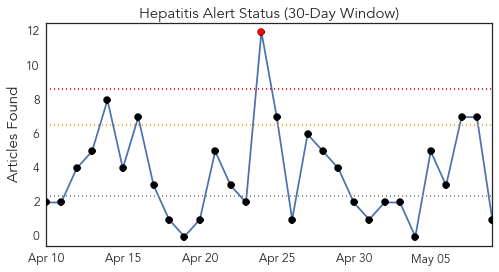 Hepatitis Alert Status (30-Day Window)
Articles Found
12
10
8
6
4
2
0
Apr 10
Apr 15
Apr 20
Apr 25
Apr 30
May 05